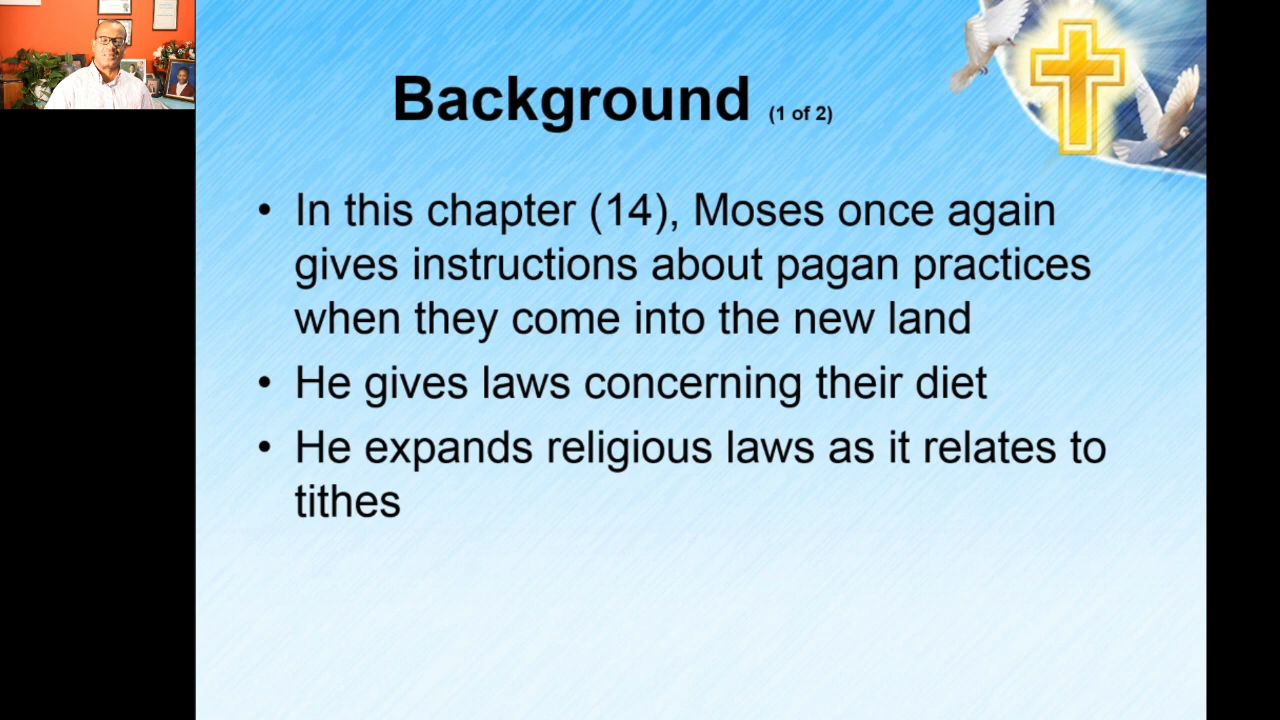 Background (1 of 2)
• In this chapter (14), Moses once again
gives instructions about pagan practices
when they come into the new land
• He gives laws concerning their diet
• He expands religious laws as it relates to
tithes